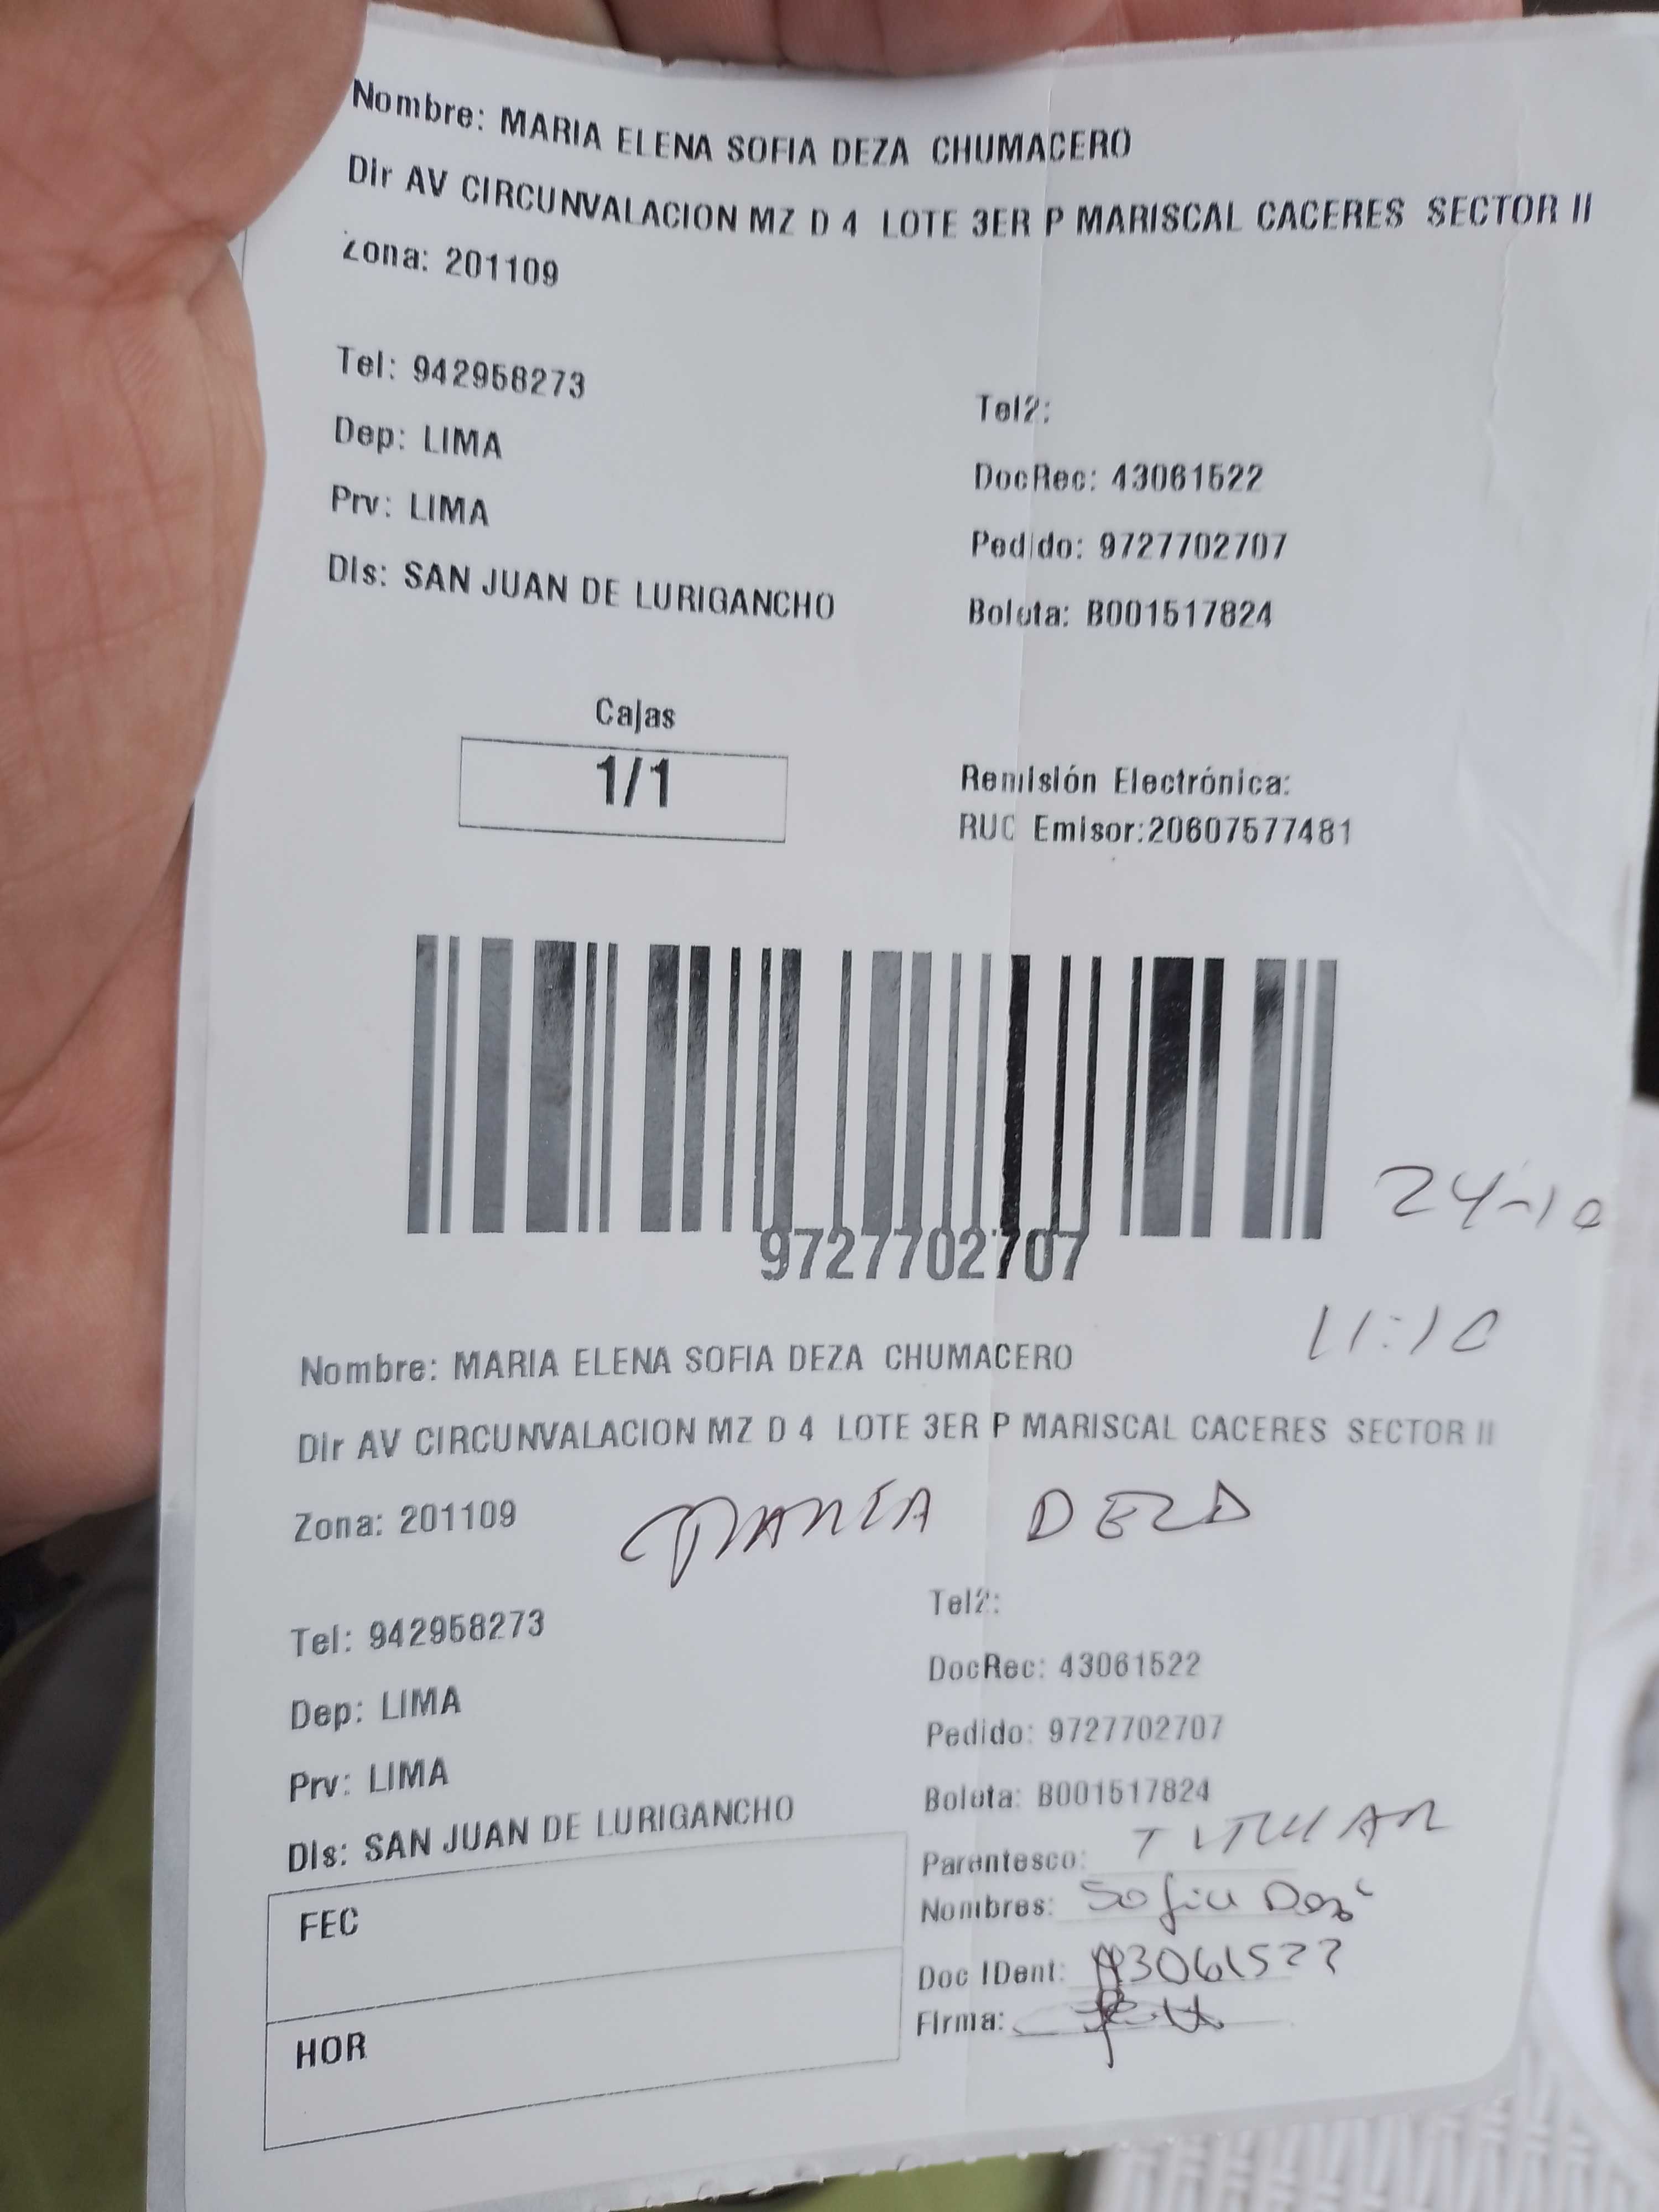 Nombre: MARIA ELENA SOFIA DEZA CHUMACERO
Dir AV CIRCUNVALACION MZ D 4 LOTE 3ER P MARISCAL CACERES SECTOR II
Zona: 201109
Tel: 942958273
Tel2:
Dep: LIMA
DocRec: 43061522
Prv: LIMA
Pedido: 9727702707
Dis: SAN JUAN DE LURIGANCHO
Boleta: B001517824
Cajas
1/1
Remisión Electrónica:
RUC Emisor:20607577481
24-10
9727702707
11:10
Nombre: MARIA ELENA SOFIA DEZA CHUMACERO
Dir AV CIRCUNVALACION MZ D 4 LOTE 3ER P MARISCAL CACERES SECTOR II
Zona: 201109
MARIA DEZA
Tel2:
Tel: 942958273
DocRec: 43061522
Dep: LIMA
Pedido: 9727702707
Prv: LIMA
Boleta: B001517824
Dis: SAN JUAN DE LURIGANCHO
Parentesco: TITULAR
Nombres: Sofia Deza
FEC
Doc IDent: 43061522
Firma:
HOR